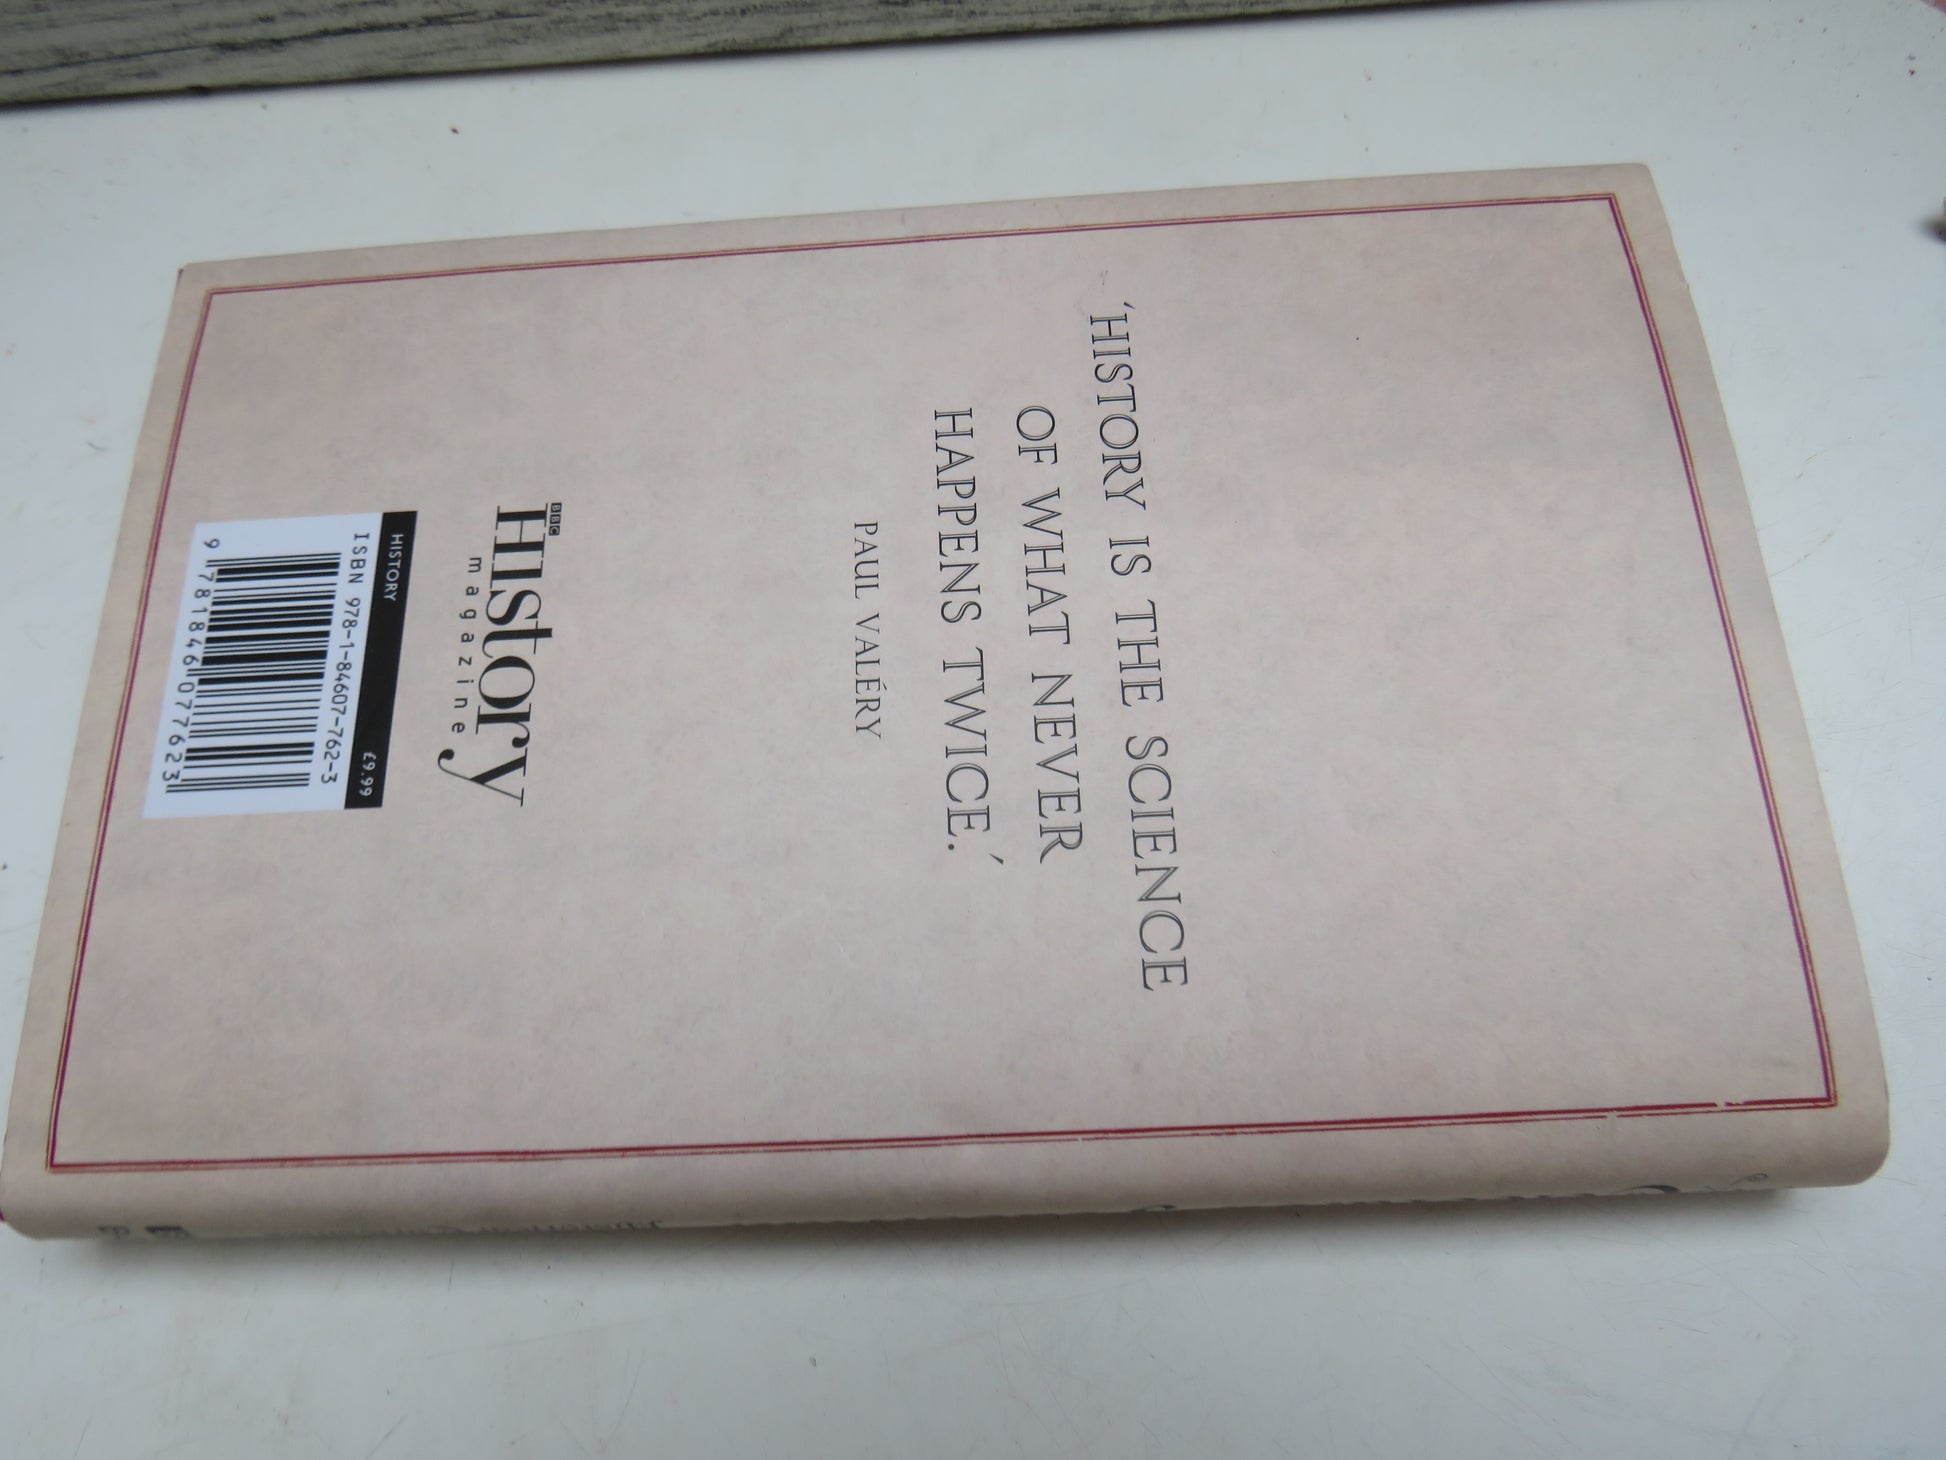 ‘HISTORY IS THE SCIENCE
OF WHAT NEVER
HAPPENS TWICE.’
PAUL VALÉRY
BBC
HISTORY
magazine
HISTORY £9.99
ISBN 978-1-84607-762-3
9 781846 077623